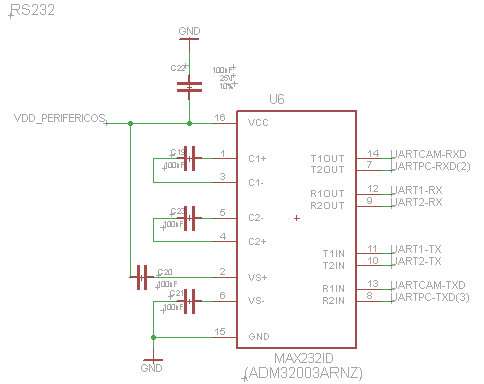 RS232
GND
C22
100nF
25V
10%
U6
VDD_PERIFERICOS
16 VCC
C19
100nF
1 C1+
3 C1-
C23
100nF
5 C2-
4 C2+
C20
100nF
2 VS+
C21
100nF
6 VS-
15 GND
GND
T1OUT 14 UARTCAM-RXD
T2OUT 7 UARTPC-RXD(2)
R1OUT 12 UART1-RX
R2OUT 9 UART2-RX
T1IN 11 UART1-TX
T2IN 10 UART2-TX
R1IN 13 UARTCAM-TXD
R2IN 8 UARTPC-TXD(3)
MAX232ID
(ADM32003ARNZ)